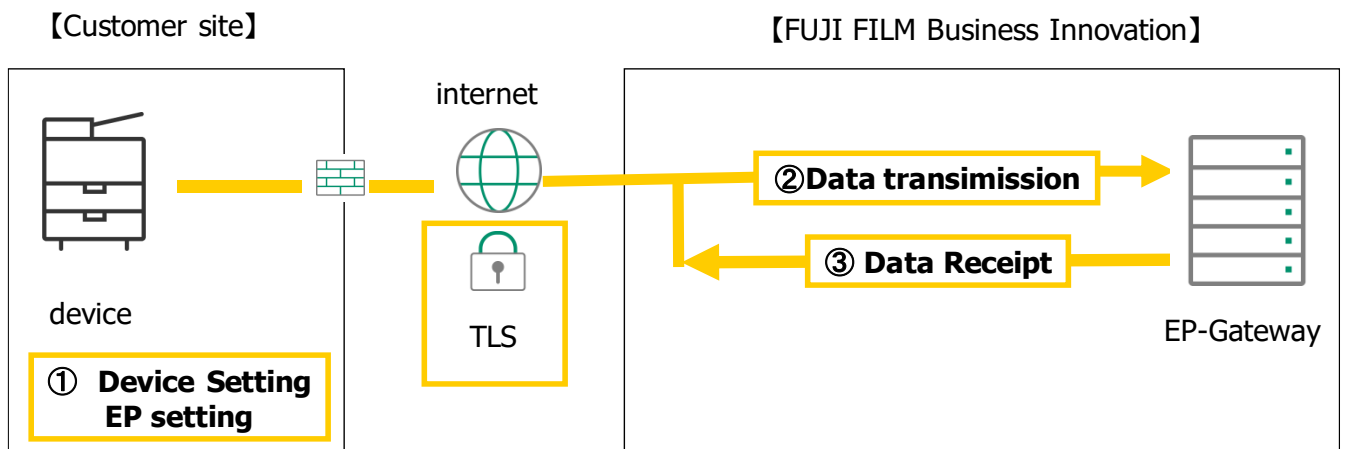 【Customer site】
【FUJI FILM Business Innovation】
internet
②Data transimission
③ Data Receipt
device
TLS
EP-Gateway
① Device Setting
EP setting